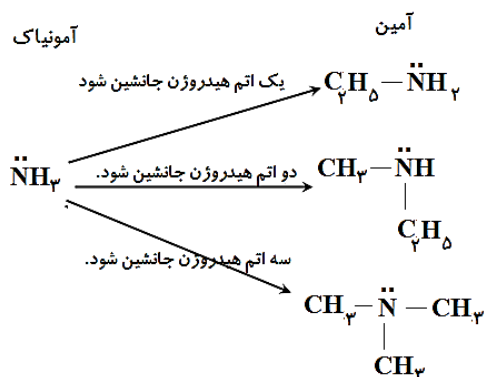 آمین
آمونیاک
یک اتم هیدروژن جانشین شود
C۲H۵ – N̈H۲
N̈H۳
دو اتم هیدروژن جانشین شود.
CH۳ – N̈H
C۲H۵
سه اتم هیدروژن جانشین شود.
CH۳ – N̈ – CH۳
CH۳